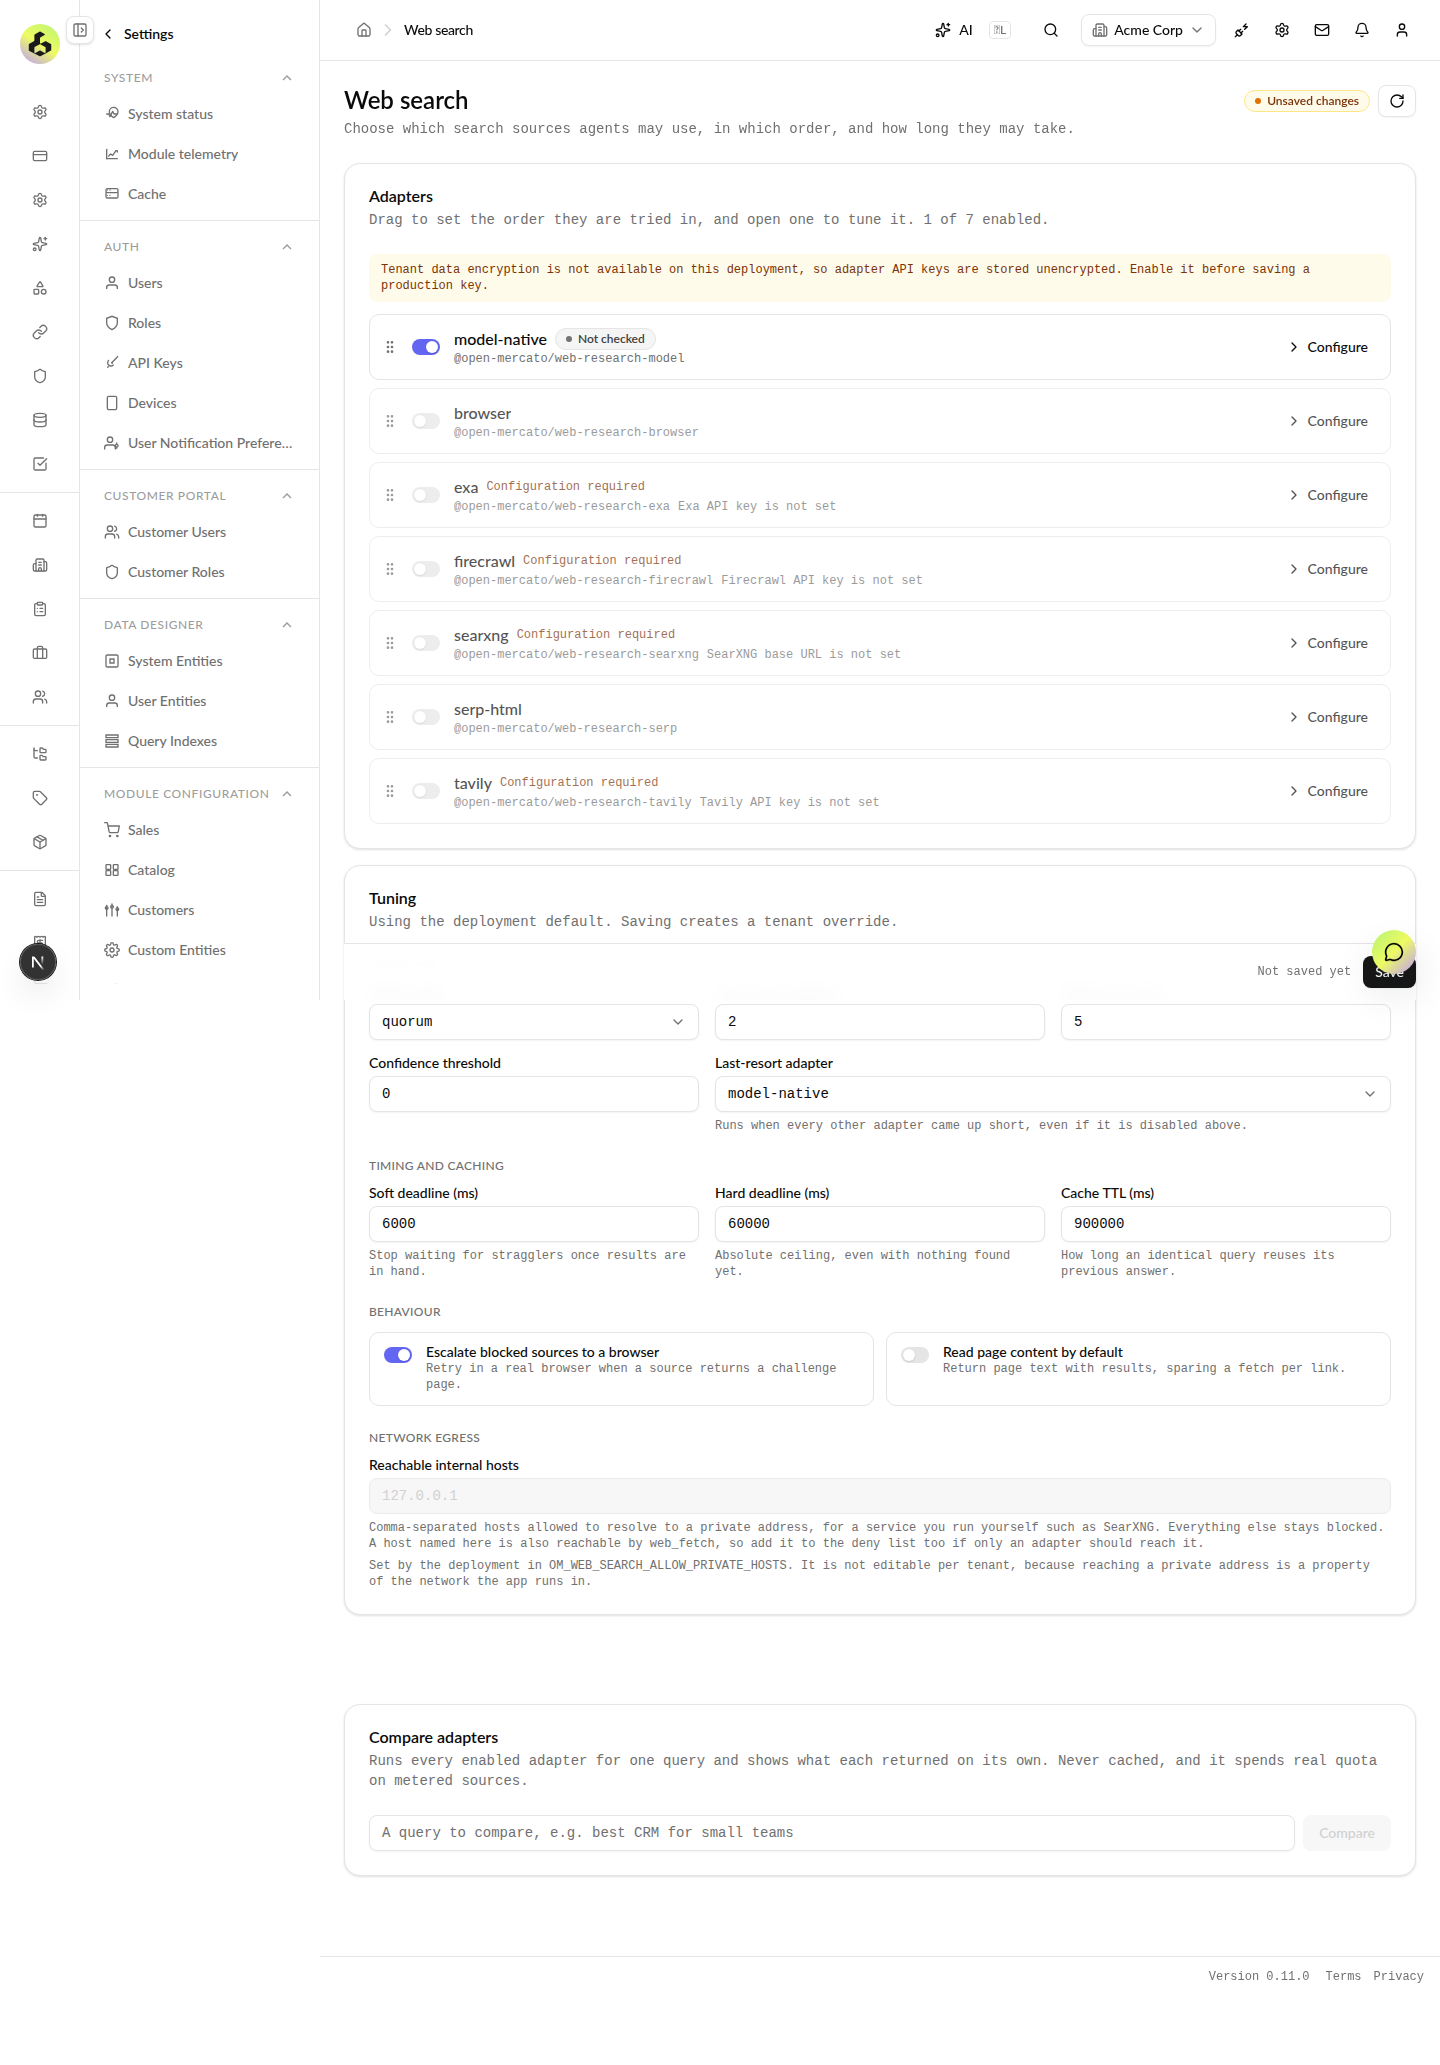 Settings
Web search
AI
L
Acme Corp
SYSTEM
System status
Module telemetry
Cache
AUTH
Users
Roles
API Keys
Devices
User Notification Prefere...
CUSTOMER PORTAL
Customer Users
Customer Roles
DATA DESIGNER
System Entities
User Entities
Query Indexes
MODULE CONFIGURATION
Sales
Catalog
Customers
Custom Entities
N
Web search
Unsaved changes
Choose which search sources agents may use, in which order, and how long they may take.
Adapters
Drag to set the order they are tried in, and open one to tune it. 1 of 7 enabled.
Tenant data encryption is not available on this deployment, so adapter API keys are stored unencrypted. Enable it before saving a
production key.
model-native Not checked
@open-mercato/web-research-model
Configure
browser
@open-mercato/web-research-browser
Configure
exa Configuration required
@open-mercato/web-research-exa Exa API key is not set
Configure
firecrawl Configuration required
@open-mercato/web-research-firecrawl Firecrawl API key is not set
Configure
searxng Configuration required
@open-mercato/web-research-searxng SearXNG base URL is not set
Configure
serp-html
@open-mercato/web-research-serp
Configure
tavily Configuration required
@open-mercato/web-research-tavily Tavily API key is not set
Configure
Tuning
Using the deployment default. Saving creates a tenant override.
Not saved yet
Save
quorum
2
5
Confidence threshold
Last-resort adapter
0
model-native
Runs when every other adapter came up short, even if it is disabled above.
TIMING AND CACHING
Soft deadline (ms)
Hard deadline (ms)
Cache TTL (ms)
6000
60000
900000
Stop waiting for stragglers once results are
in hand.
Absolute ceiling, even with nothing found
yet.
How long an identical query reuses its
previous answer.
BEHAVIOUR
Escalate blocked sources to a browser
Retry in a real browser when a source returns a challenge
page.
Read page content by default
Return page text with results, sparing a fetch per link.
NETWORK EGRESS
Reachable internal hosts
127.0.0.1
Comma-separated hosts allowed to resolve to a private address, for a service you run yourself such as SearXNG. Everything else stays blocked.
A host named here is also reachable by web_fetch, so add it to the deny list too if only an adapter should reach it.
Set by the deployment in OM_WEB_SEARCH_ALLOW_PRIVATE_HOSTS. It is not editable per tenant, because reaching a private address is a property
of the network the app runs in.
Compare adapters
Runs every enabled adapter for one query and shows what each returned on its own. Never cached, and it spends real quota
on metered sources.
A query to compare, e.g. best CRM for small teams
Compare
Version 0.11.0
Terms
Privacy